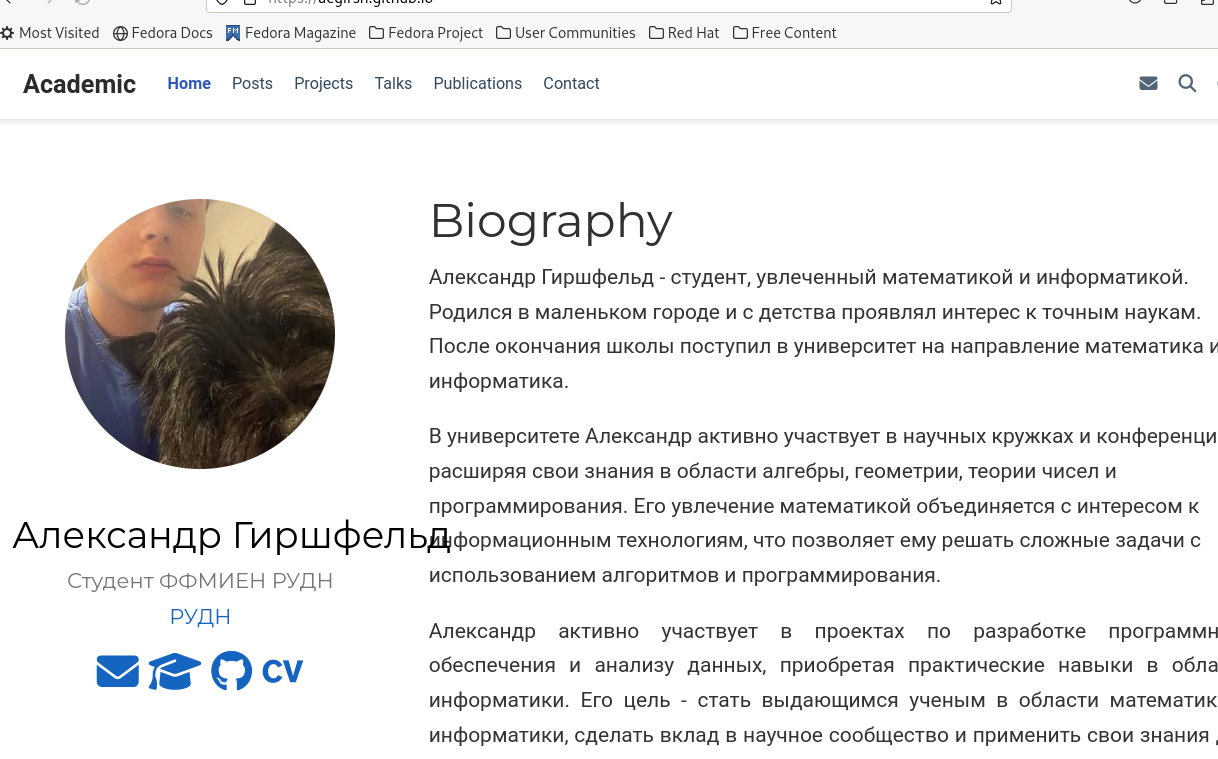 Most Visited Fedora Docs Fedora Magazine Fedora Project User Communities Red Hat Free Content
Academic Home Posts Projects Talks Publications Contact
Biography
Александр Гиршфельд - студент, увлеченный математикой и информатикой.
Родился в маленьком городе и с детства проявлял интерес к точным наукам.
После окончания школы поступил в университет на направление математика и
информатика.
В университете Александр активно участвует в научных кружках и конференци
расширяя свои знания в области алгебры, геометрии, теории чисел и
программирования. Его увлечение математикой объединяется с интересом к
информационным технологиям, что позволяет ему решать сложные задачи с
использованием алгоритмов и программирования.
Александр активно участвует в проектах по разработке программн
обеспечения и анализу данных, приобретая практические навыки в обла
информатики. Его цель - стать выдающимся ученым в области математик
информатики, сделать вклад в научное сообщество и применить свои знания
Александр Гиршфельд
Студент ФФМИЕН РУДН
РУДН
CV